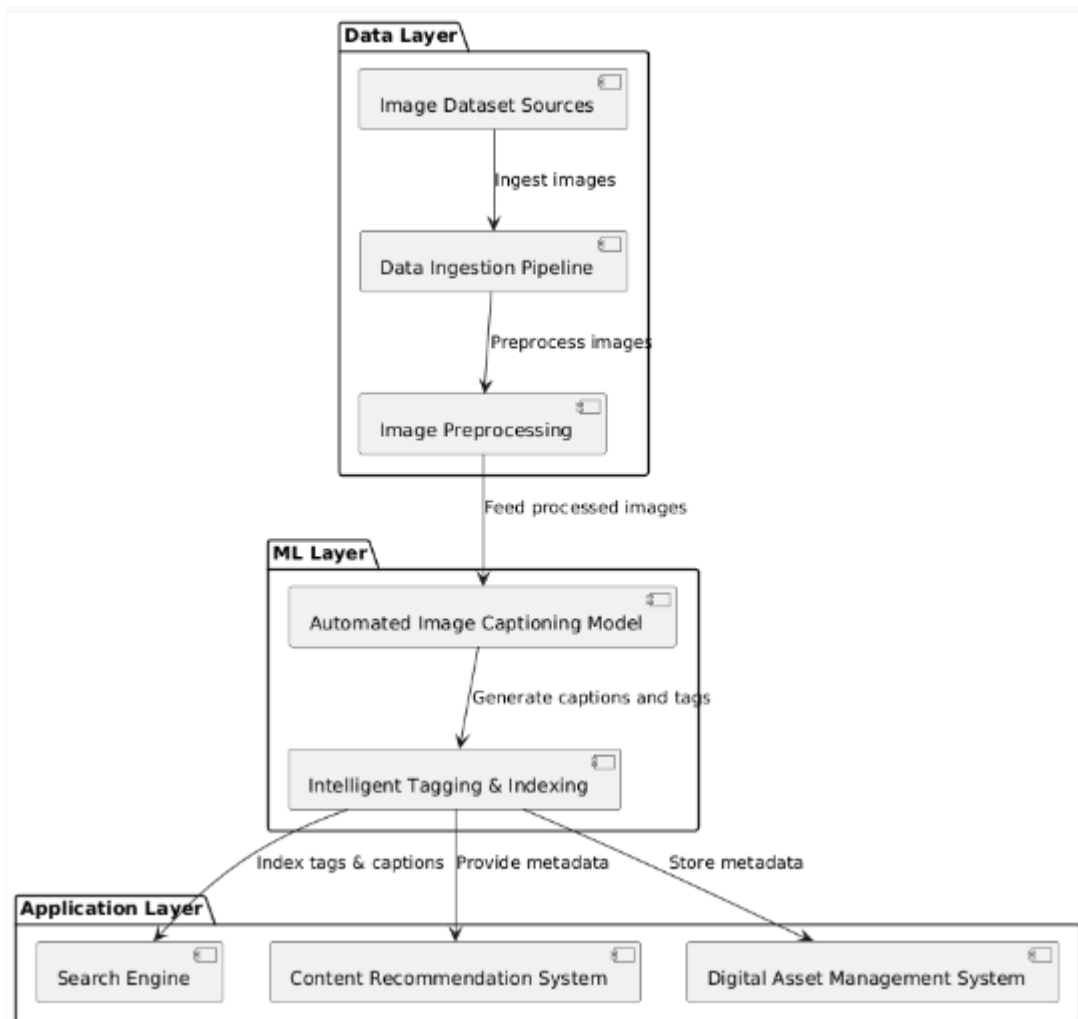 Data Layer
Image Dataset Sources
Ingest images
Data Ingestion Pipeline
Preprocess images
Image Preprocessing
Feed processed images
ML Layer
Automated Image Captioning Model
Generate captions and tags
Intelligent Tagging & Indexing
Index tags & captions
Provide metadata
Store metadata
Application Layer
Search Engine
Content Recommendation System
Digital Asset Management System